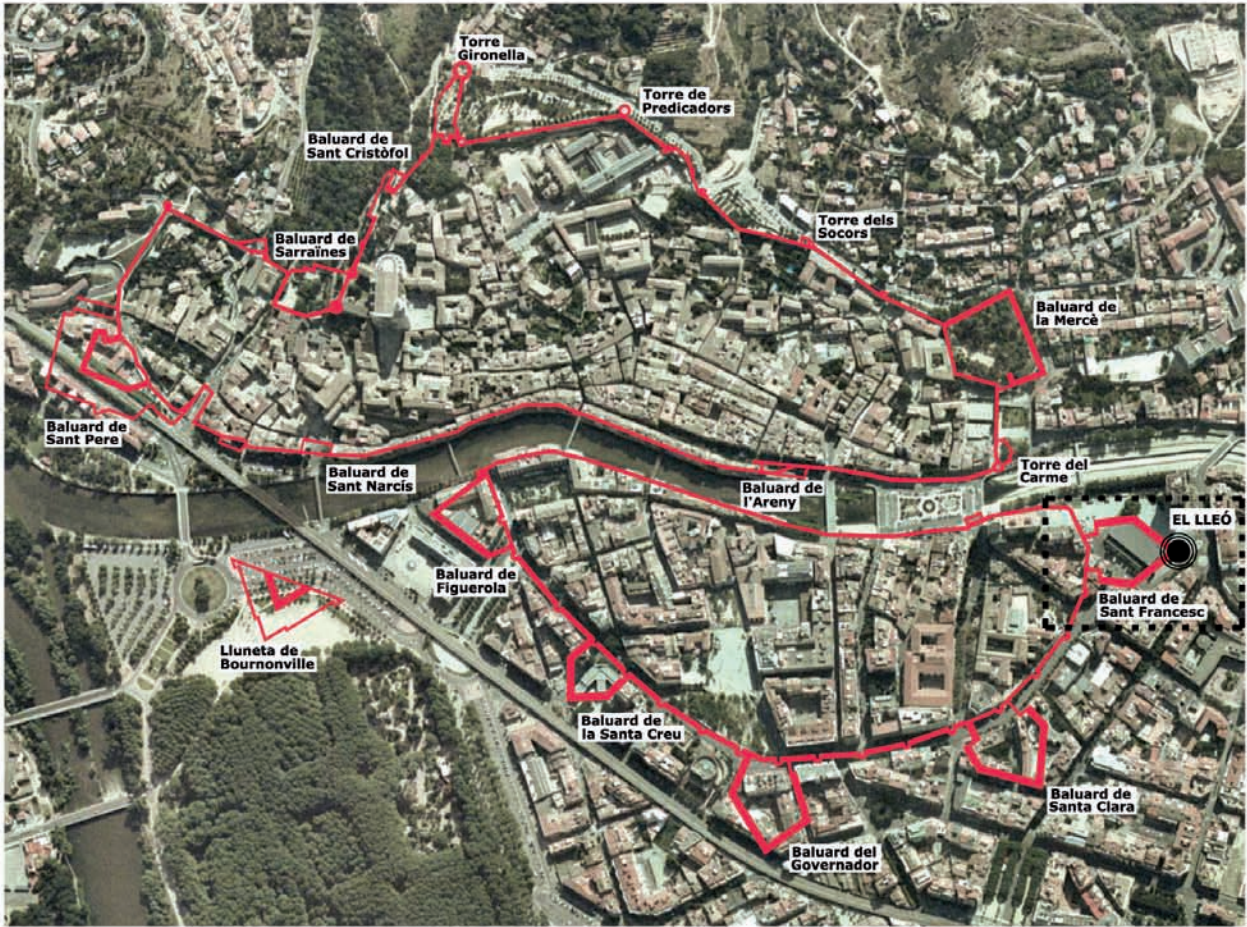 Torre
Gironella
Torre de
Predicadors
Baluard de
Sant Cristòfol
Torre dels
Socors
Baluard de
Sarraïnes
Baluard de
la Mercè
Baluard de
Sant Pere
Baluard de
Sant Narcís
Baluard de
l'Areny
Torre del
Carme
EL LLEÓ
Baluard de
Figuerola
Baluard de
Sant Francesc
Lluneta de
Bournonville
Baluard de
la Santa Creu
Baluard de
Santa Clara
Baluard del
Governador